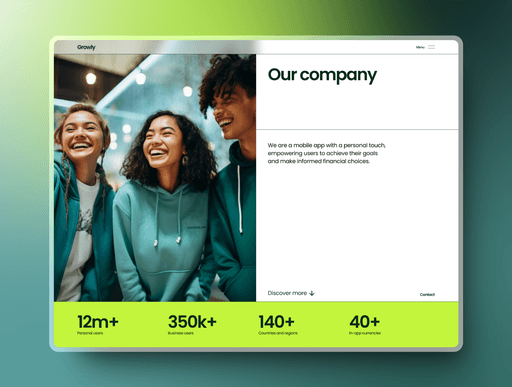 Growly
Menu
Our company
We are a mobile app with a personal touch,
empowering users to achieve their goals
and make informed financial choices.
Discover more ↓
Contact
12m+
Personal users
350k+
Business users
140+
Countries and regions
40+
In-app currencies